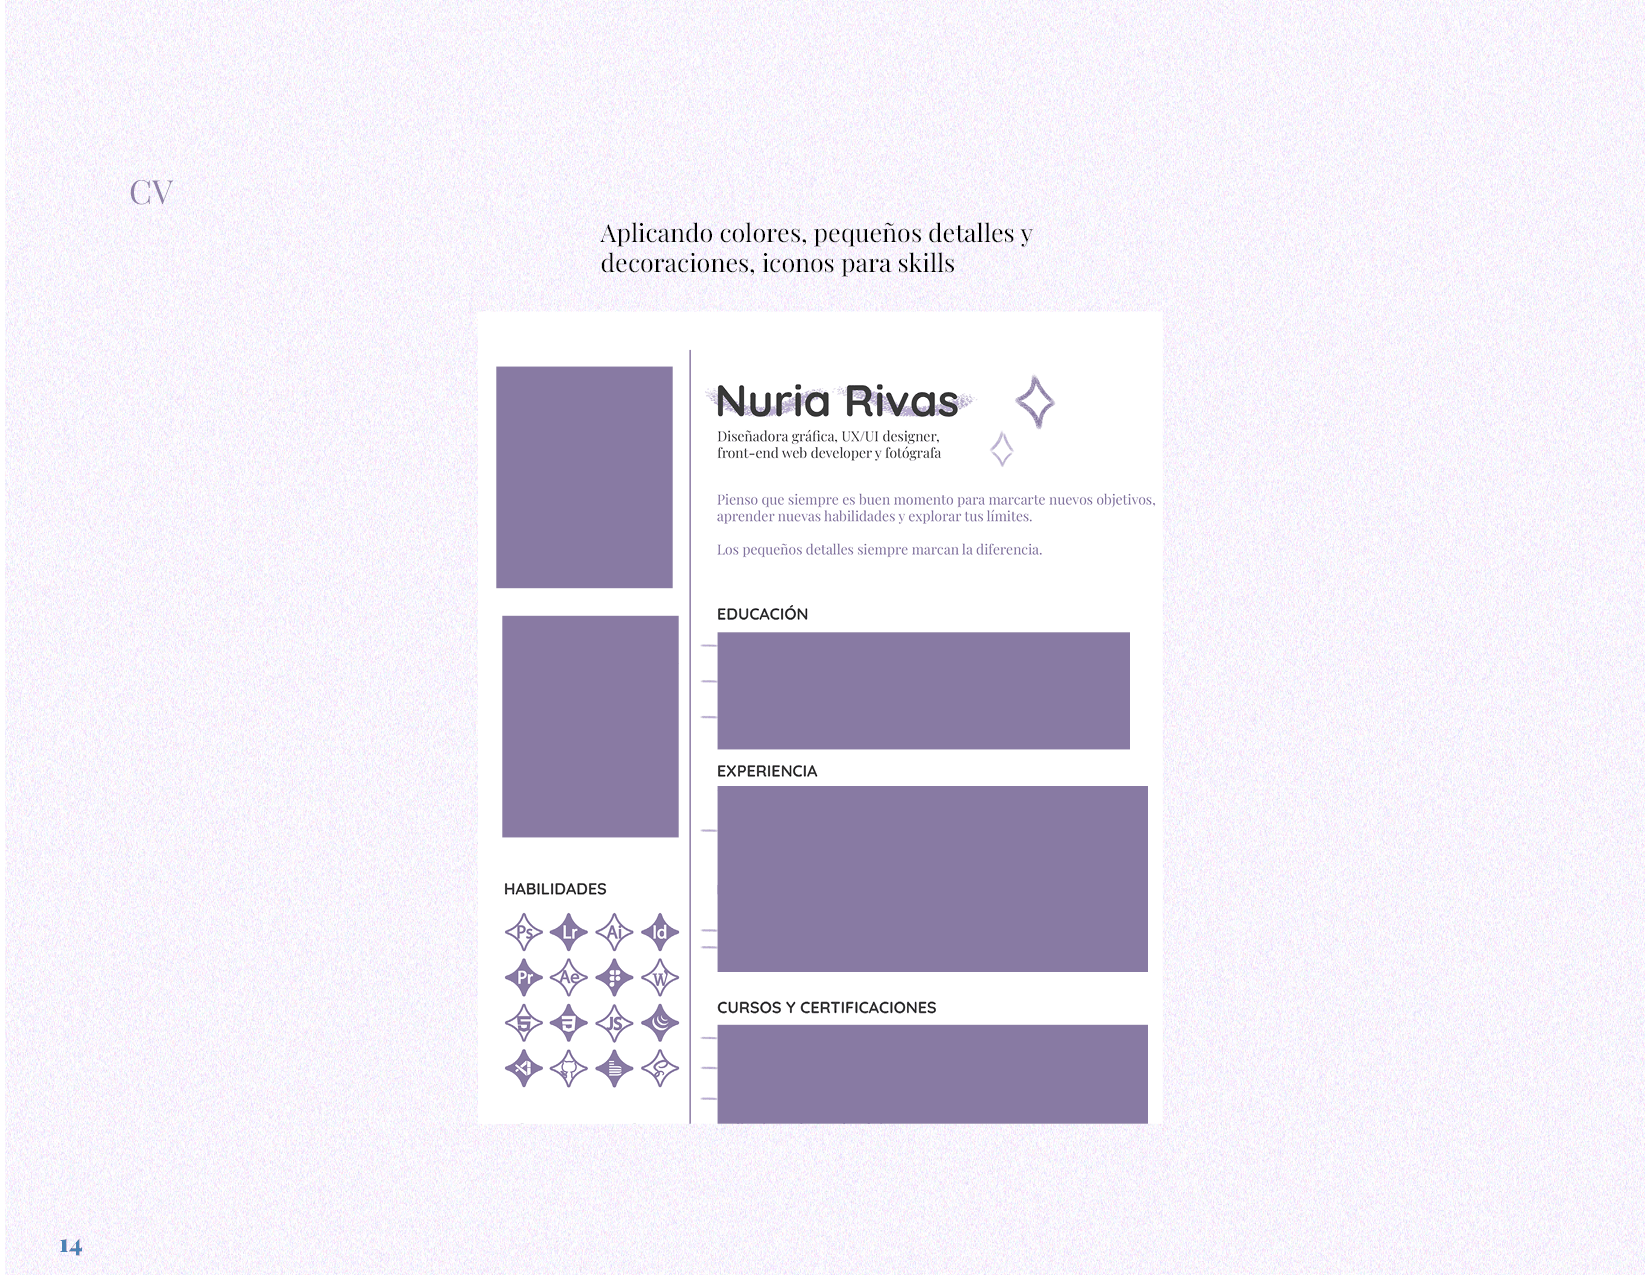 CV
Aplicando colores, pequeños detalles y
decoraciones, iconos para skills
Nuria Rivas
Diseñadora gráfica, UX/UI designer,
front-end web developer y fotógrafa
Pienso que siempre es buen momento para marcarte nuevos objetivos,
aprender nuevas habilidades y explorar tus límites.
Los pequeños detalles siempre marcan la diferencia.
EDUCACIÓN
EXPERIENCIA
HABILIDADES
Ps Lr Ai Id
Pr Ae W
5 3 JS
CURSOS Y CERTIFICACIONES
14